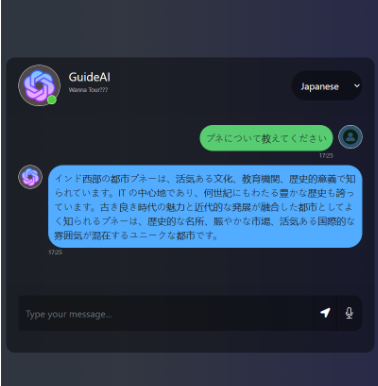 GuideAI
Wanna Tour???
Japanese
プネについて教えてください
17:25
インド西部の都市プネーは、活気ある文化、教育機関、歴史的意義で知
られています。IT の中心地であり、何世紀にもわたる豊かな歴史も誇っ
ています。古き良き時代の魅力と近代的な発展が融合した都市としてよ
く知られるプネーは、歴史的な名所、賑やかな市場、活気ある国際的な
雰囲気が混在するユニークな都市です。
17:25
Type your message...